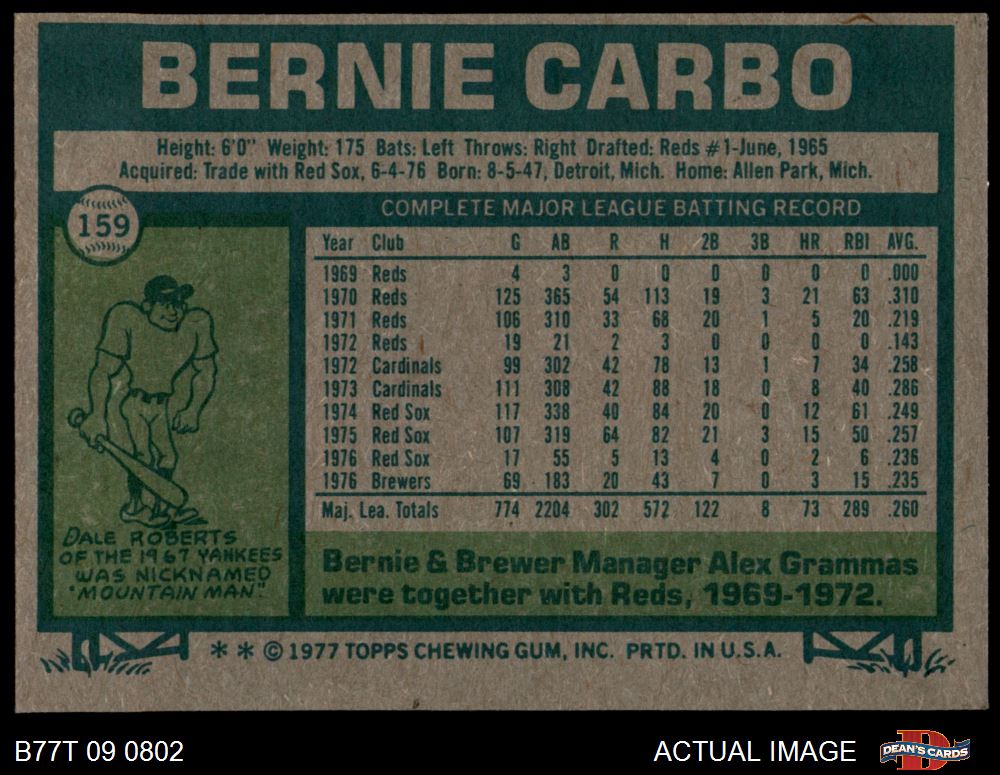 BERNIE CARBO
Height: 6'0" Weight: 175 Bats: Left Throws: Right Drafted: Reds #1-June, 1965
Acquired: Trade with Red Sox, 6-4-76 Born: 8-5-47, Detroit, Mich. Home: Allen Park, Mich.
159
COMPLETE MAJOR LEAGUE BATTING RECORD
Year Club G AB R H 2B 3B HR RBI AVG.
1969 Reds 4 3 0 0 0 0 0 0 .000
1970 Reds 125 365 54 113 19 3 21 63 .310
1971 Reds 106 310 33 68 20 1 5 20 .219
1972 Reds 19 21 2 3 0 0 0 0 .143
1972 Cardinals 99 302 42 78 13 1 7 34 .258
1973 Cardinals 111 308 42 88 18 0 8 40 .286
1974 Red Sox 117 338 40 84 20 0 12 61 .249
1975 Red Sox 107 319 64 82 21 3 15 50 .257
1976 Red Sox 17 55 5 13 4 0 2 6 .236
1976 Brewers 69 183 20 43 7 0 3 15 .235
Maj. Lea. Totals 774 2204 302 572 122 8 73 289 .260
DALE ROBERTS
OF THE 1967 YANKEES
WAS NICKNAMED
"MOUNTAIN MAN."
Bernie & Brewer Manager Alex Grammas
were together with Reds, 1969-1972.
* * © 1977 TOPPS CHEWING GUM, INC. PRTD. IN U.S.A.
B77T 09 0802
ACTUAL IMAGE
D
DEAN'S CARDS